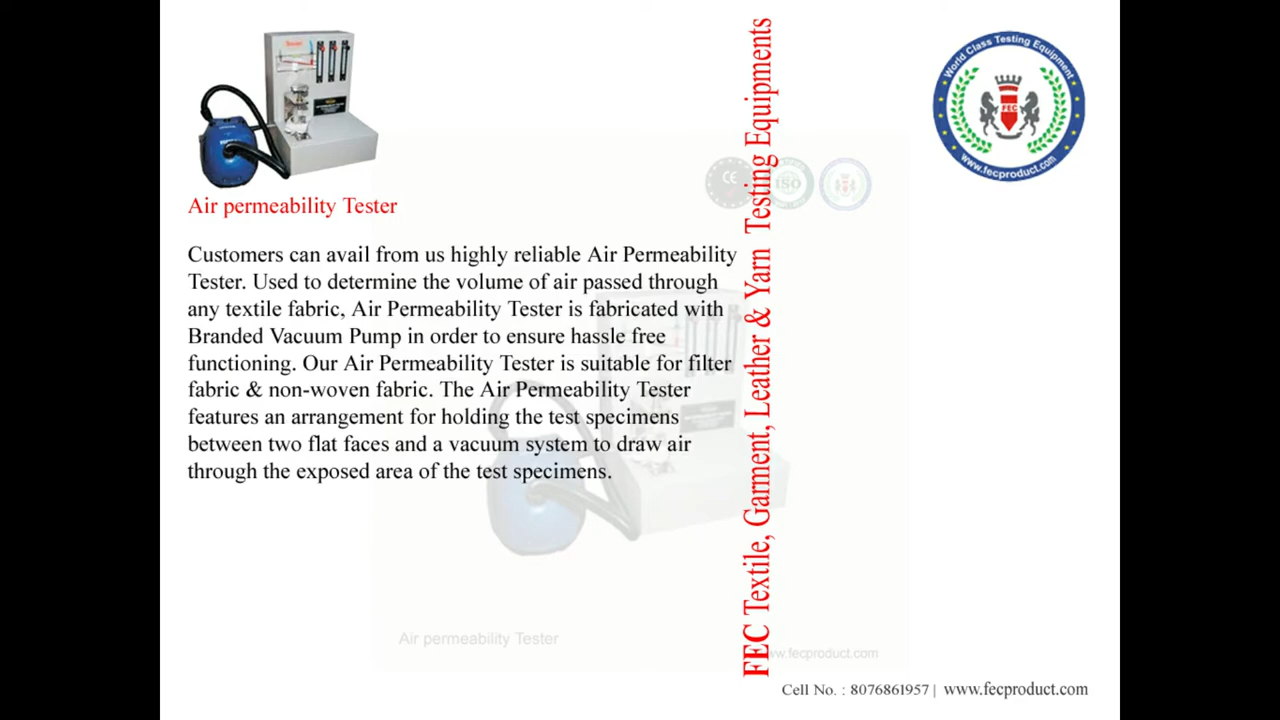 World Class Testing Equipment
FEC
www.fecproduct.com
Air permeability Tester
Customers can avail from us highly reliable Air Permeability
Tester. Used to determine the volume of air passed through
any textile fabric, Air Permeability Tester is fabricated with
Branded Vacuum Pump in order to ensure hassle free
functioning. Our Air Permeability Tester is suitable for filter
fabric & non-woven fabric. The Air Permeability Tester
features an arrangement for holding the test specimens
between two flat faces and a vacuum system to draw air
through the exposed area of the test specimens.
FEC Textile, Garment, Leather & Yarn Testing Equipments
CE
ISO
Air permeability Tester
www.fecproduct.com
Cell No. : 8076861957 | www.fecproduct.com